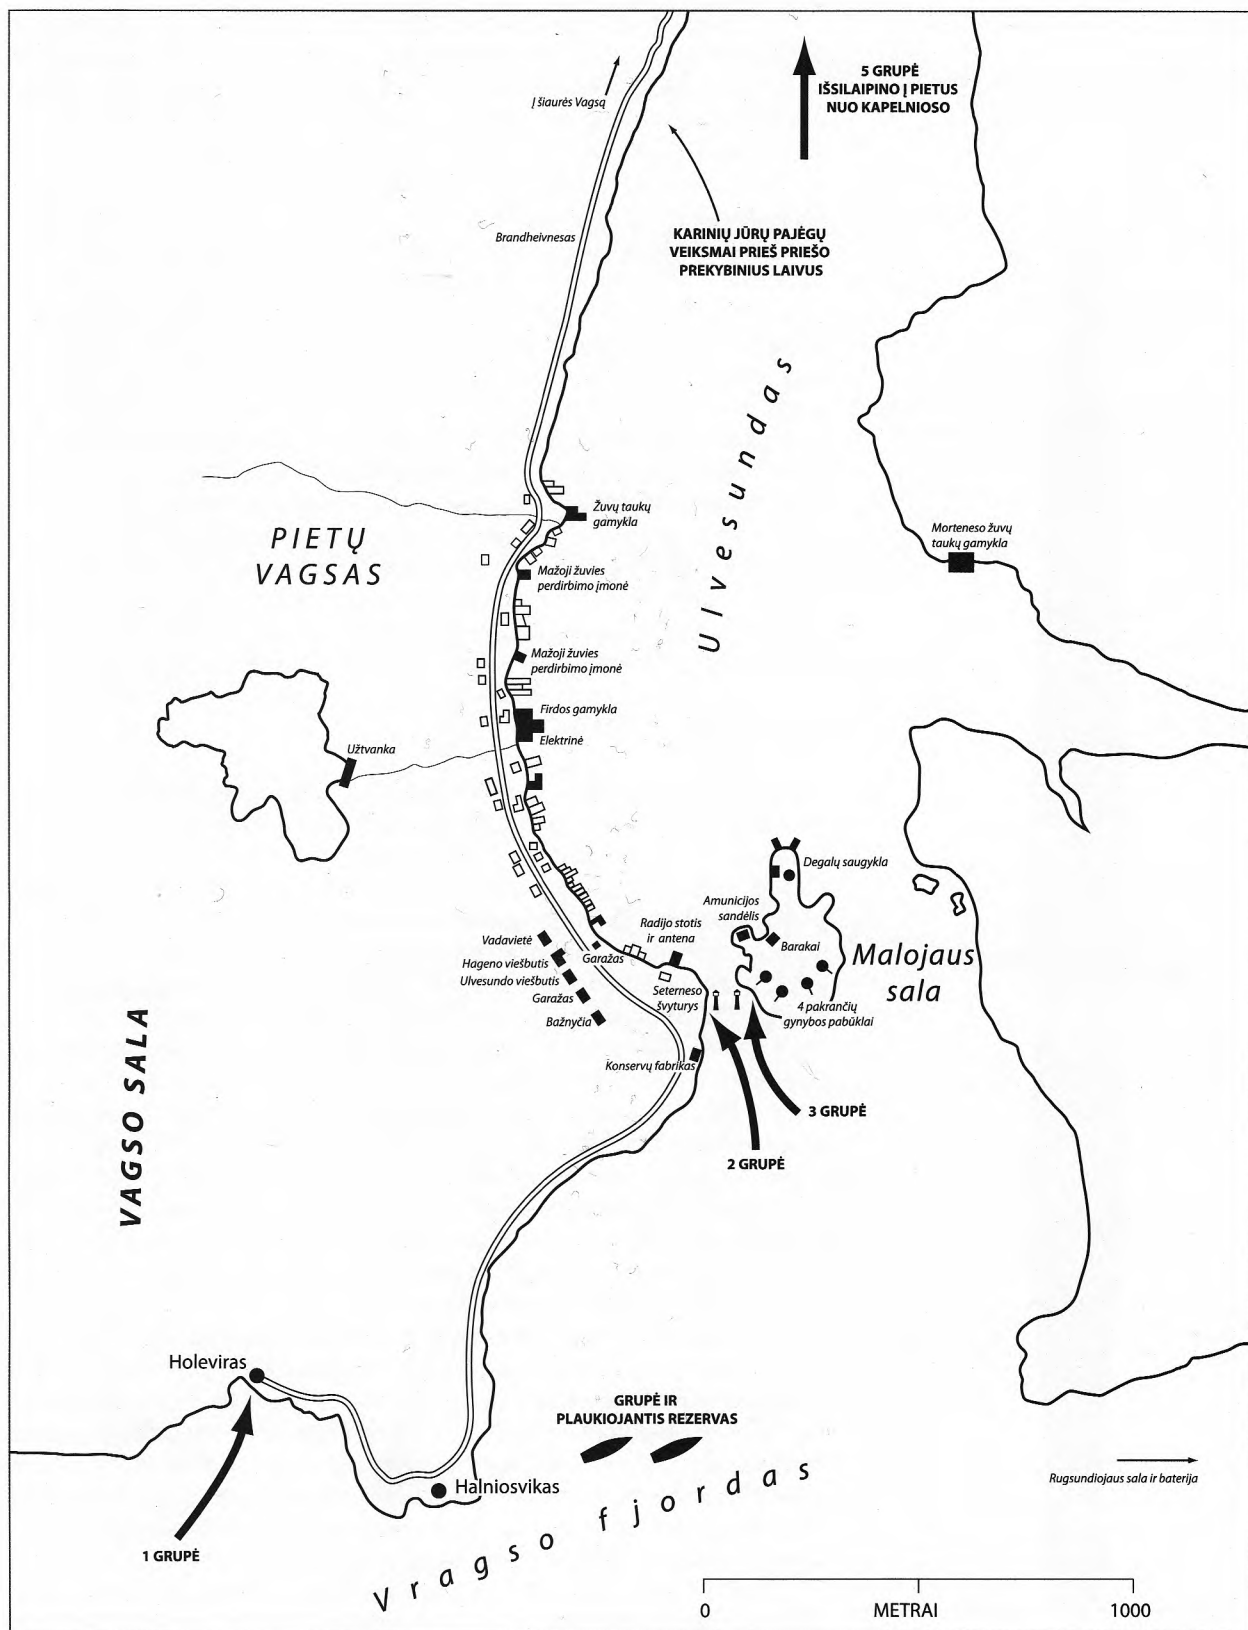 5 GRUPĖ
IŠSILAIPINO Į PIETUS
NUO KAPELNIOSO
Į šiaurės Vagsą
Brandheivnesas
KARINIŲ JŪRŲ PAJĖGŲ
VEIKSMAI PRIEŠ PRIEŠO
PREKYBINIUS LAIVUS
Ulvesundas
Žuvų taukų
gamykla
PIETŲ
VAGSAS
Morteneso žuvų
taukų gamykla
Mažoji žuvies
perdirbimo įmonė
Mažoji žuvies
perdirbimo įmonė
Firdos gamykla
Elektrinė
Užtvanka
Degalų saugykla
Amunicijos
sandėlis
Radijo stotis
ir antena
Barakai
Vadavietė
Hageno viešbutis
Ulvesundo viešbutis
Garažas
Bažnyčia
Garažas
Malojaus
sala
Seterneso
švyturys
4 pakrančių
gynybos pabūklai
Konservų fabrikas
VAGSO SALA
3 GRUPĖ
2 GRUPĖ
Holeviras
GRUPĖ IR
PLAUKIOJANTIS REZERVAS
Halniosvikas
Rugsundiojaus sala ir baterija
Vragso fjordas
1 GRUPĖ
0 METRAI 1000